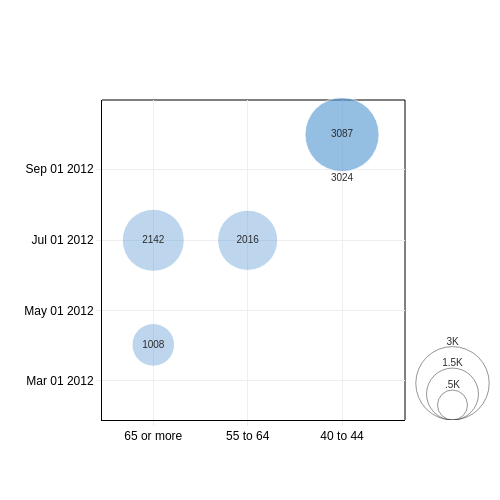 3087
Sep 01 2012
3024
Jul 01 2012
2142
2016
May 01 2012
1008
3K
1.5K
.5K
Mar 01 2012
65 or more
55 to 64
40 to 44